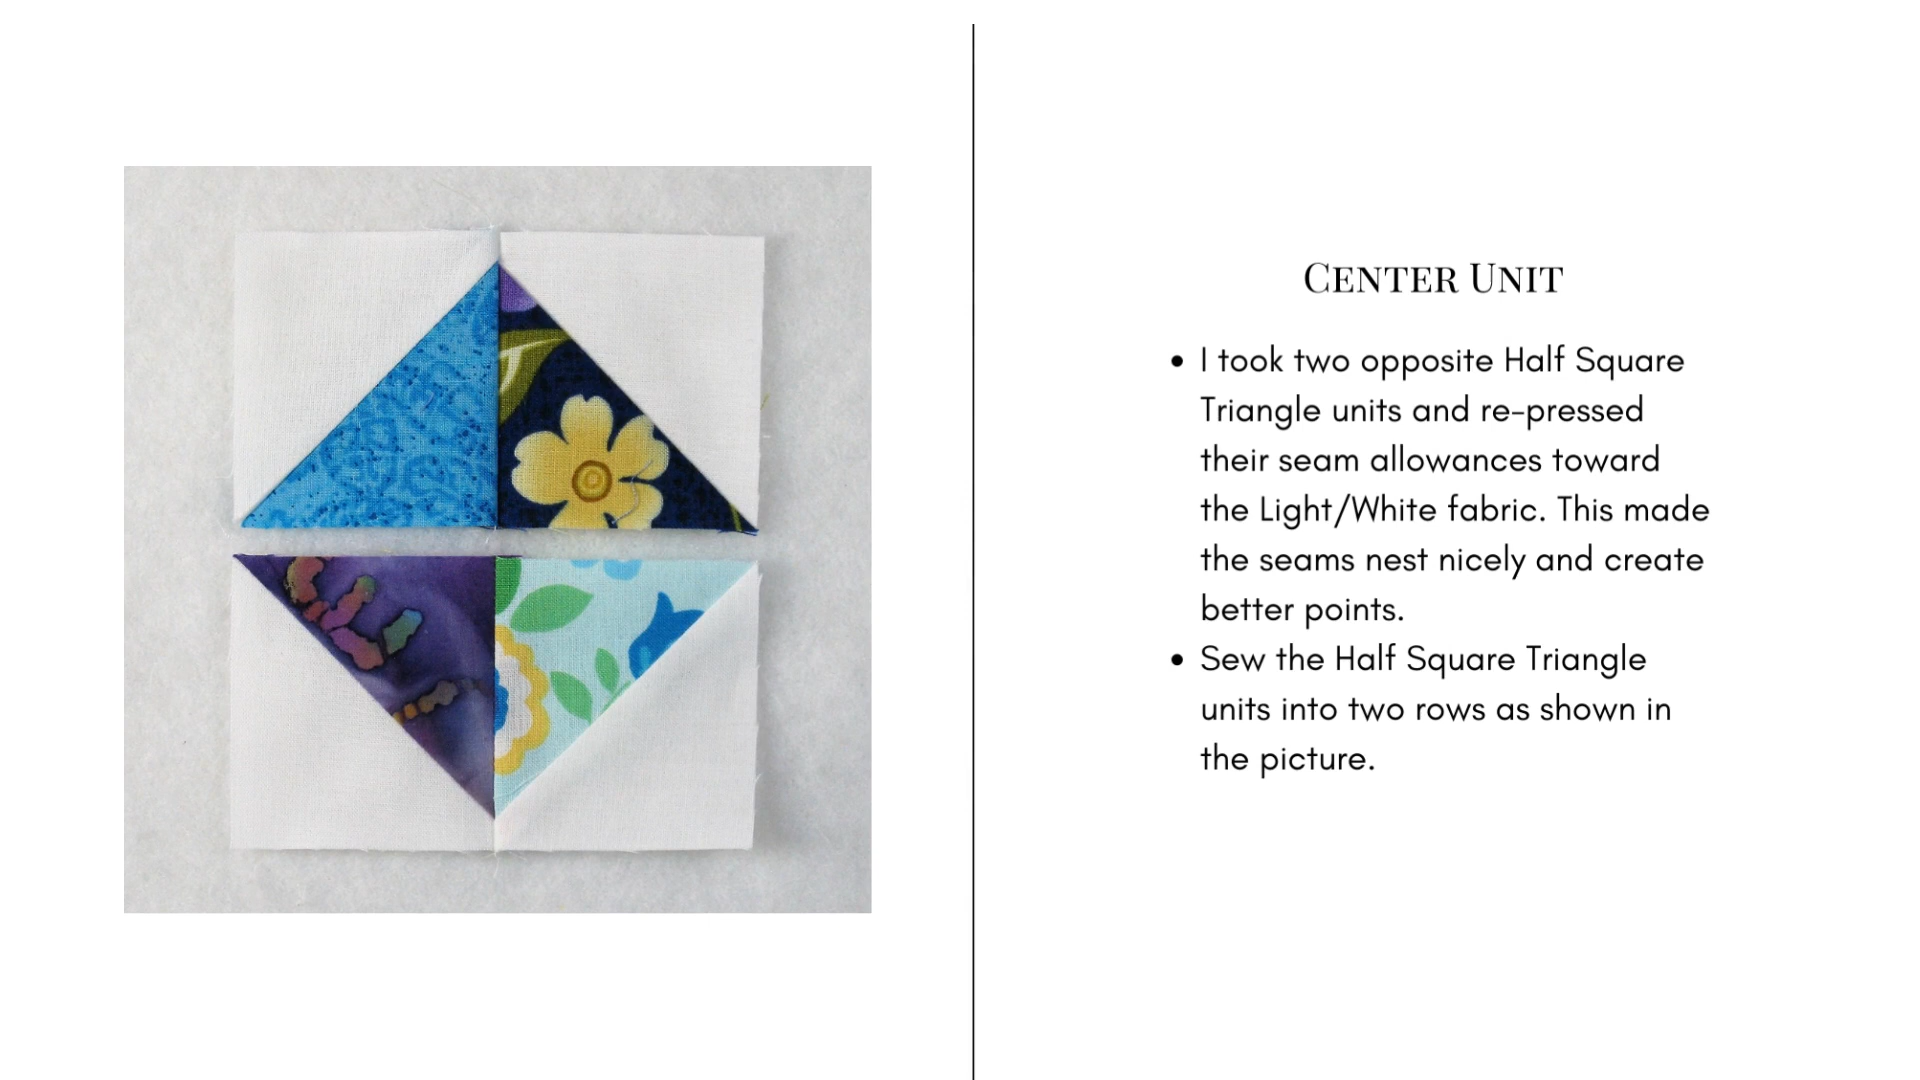 Center Unit
• I took two opposite Half Square
Triangle units and re-pressed
their seam allowances toward
the Light/White fabric. This made
the seams nest nicely and create
better points.
• Sew the Half Square Triangle
units into two rows as shown in
the picture.